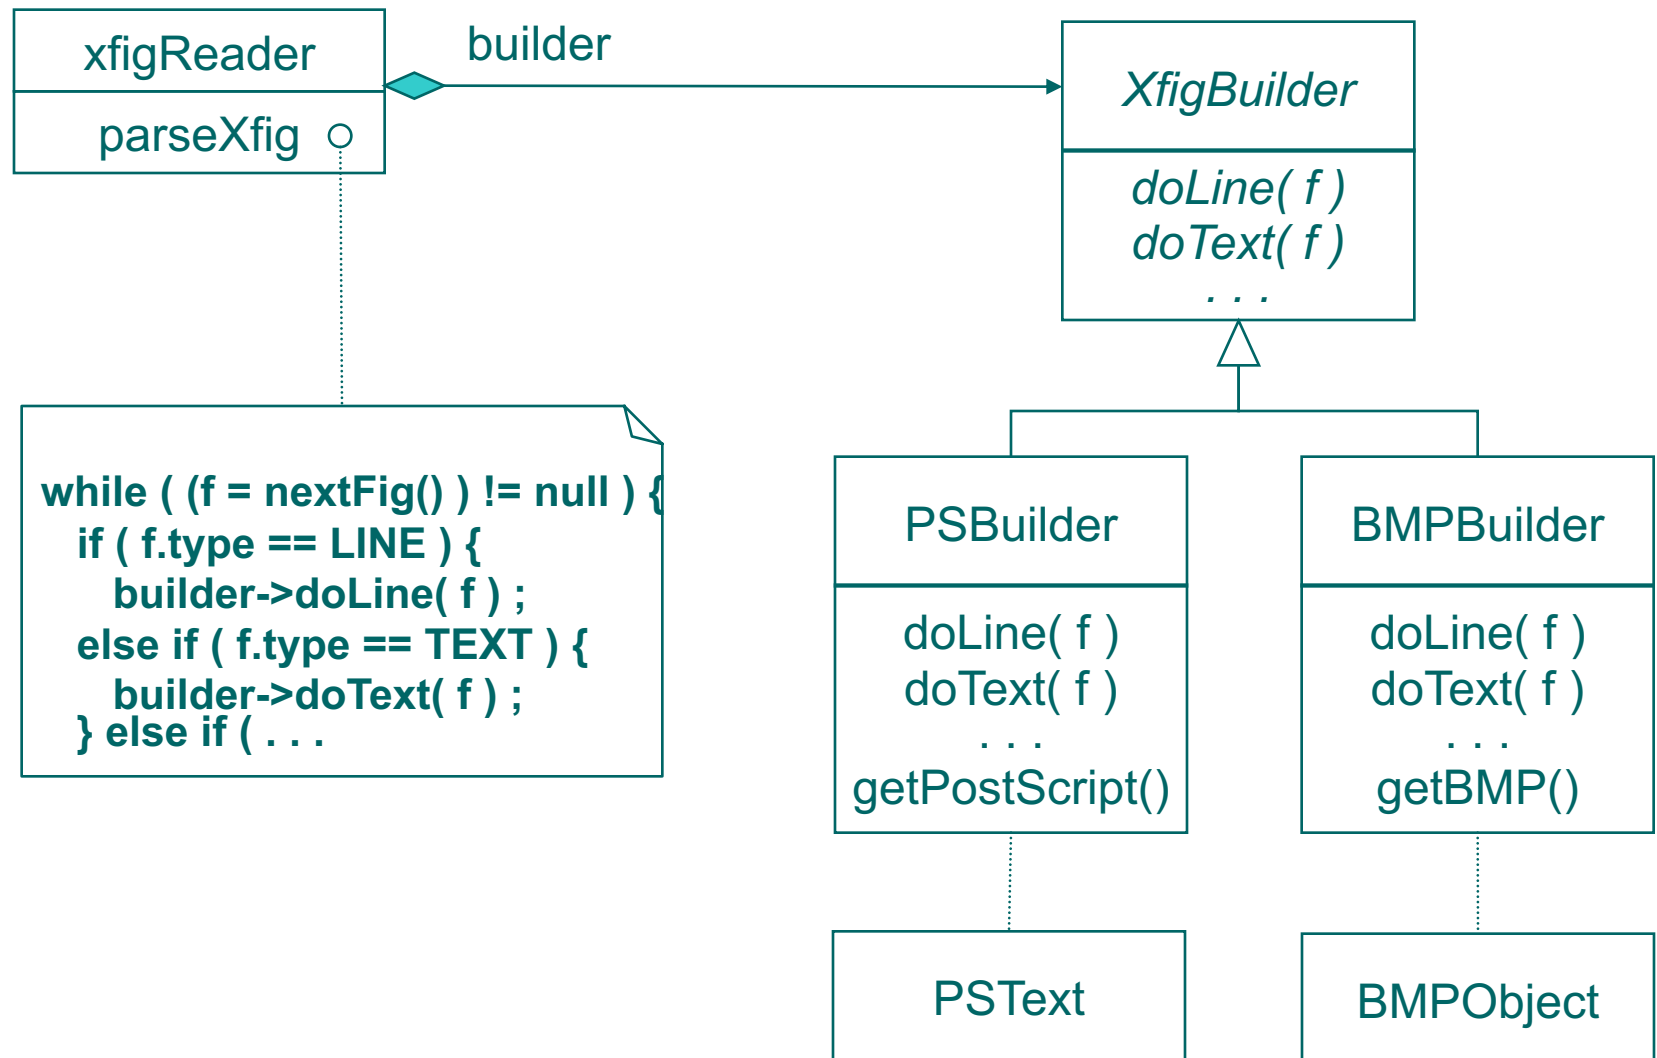 xfigReader
parseXfig
builder
XfigBuilder
doLine( f )
doText( f )
. . .
while ( (f = nextFig() ) != null ) {
if ( f.type == LINE ) {
builder->doLine( f ) ;
else if ( f.type == TEXT ) {
builder->doText( f ) ;
} else if ( . . .
PSBuilder
doLine( f )
doText( f )
. . .
getPostScript()
BMPBuilder
doLine( f )
doText( f )
. . .
getBMP()
PSText
BMPObject